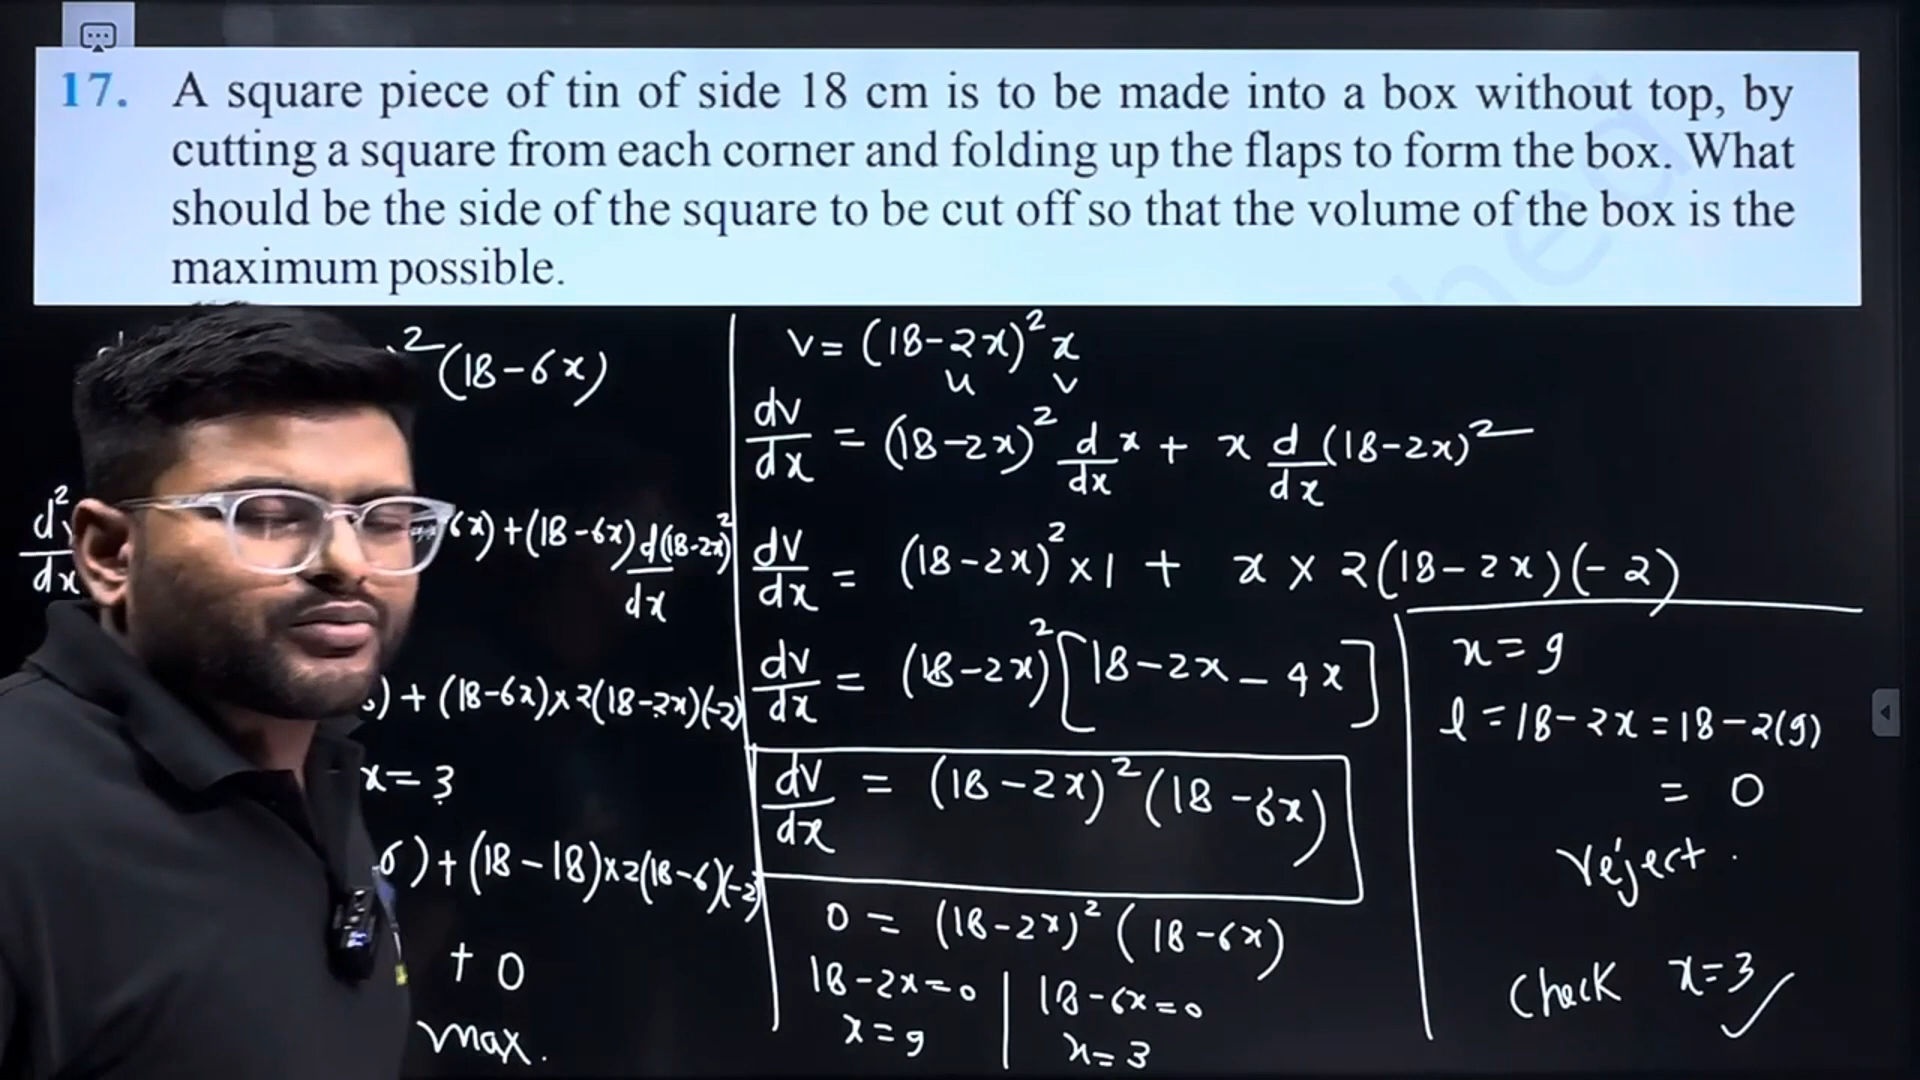 17. A square piece of tin of side 18 cm is to be made into a box without top, by
cutting a square from each corner and folding up the flaps to form the box. What
should be the side of the square to be cut off so that the volume of the box is the
maximum possible.
²(18-6x)
d²v
dx
6x)+(18-6x) d(18-2x)²
dx
)+(18-6x)×2(18-2x)(-2)
x=3
6)+(18-18)×2(18-6)(-2)
+ 0
max.
v=(18-2x)² x
u v
dv/dx = (18-2x)² d/dx x + x d/dx (18-2x)²
dv/dx = (18-2x)²×1 + x × 2(18-2x)(-2)
dv/dx = (18-2x)²[18-2x-4x]
dv/dx = (18-2x)²(18-6x)
0 = (18-2x)²(18-6x)
18-2x=0 | 18-6x=0
x=9 | x=3
x=9
l=18-2x=18-2(9)
= 0
reject.
Check x=3✓